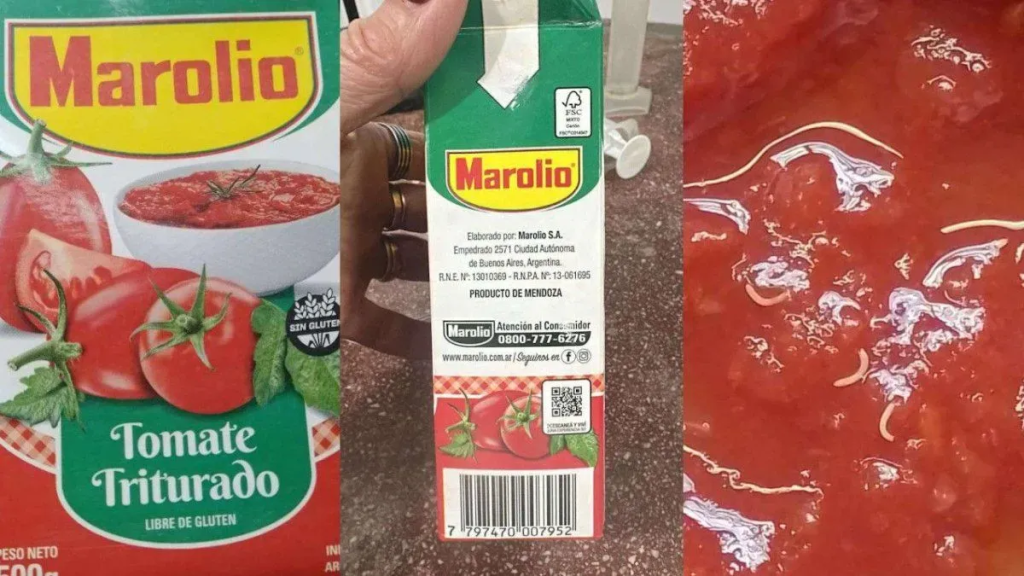 Marolio
SIN GLUTEN
Tomate
Triturado
LIBRE DE GLUTEN
PESO NETO
FSC
MIXTO
Marolio
Elaborado por: Marolio S.A.
Empedrado 2571 Ciudad Autónoma
de Buenos Aires, Argentina.
R.N.E. Nº: 13010369 - R.N.P.A. Nº: 13-061695
PRODUCTO DE MENDOZA
Marolio Atención al Consumidor
0800-777-6276
www.marolio.com.ar / Seguinos en
7 797470 007952